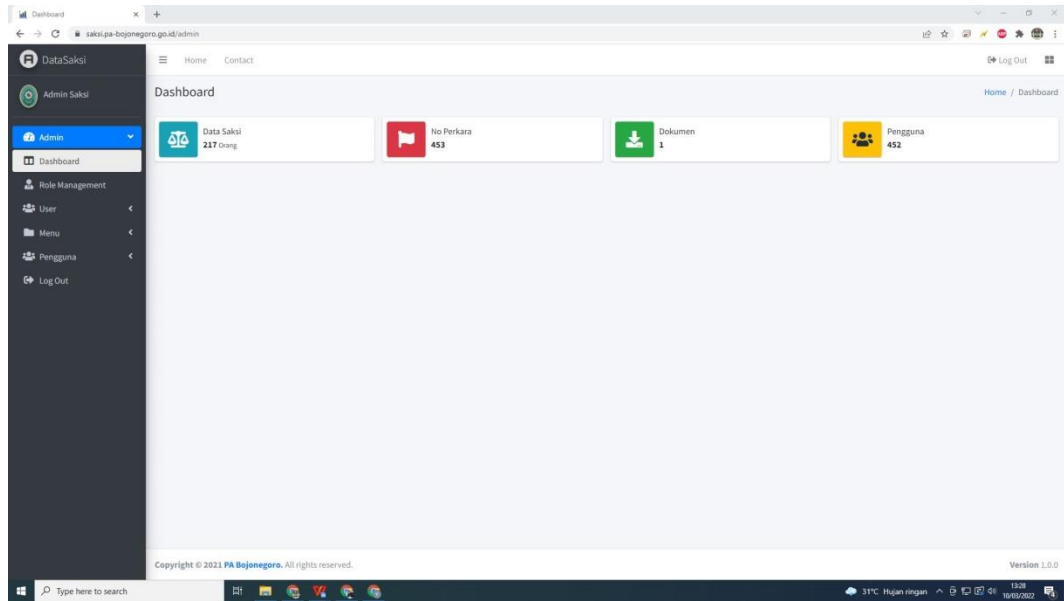 Dashboard
saksi.pa-bojonegoro.go.id/admin
DataSaksi
Home Contact
Log Out
Admin Saksi
Dashboard
Home / Dashboard
Admin
Dashboard
Role Management
User
Menu
Pengguna
Log Out
Data Saksi
217 Orang
No Perkara
453
Dokumen
1
Pengguna
452
Copyright © 2021 PA Bojonegoro. All rights reserved.
Version 1.0.0
Type here to search
31°C Hujan ringan
13:28
10/03/2022